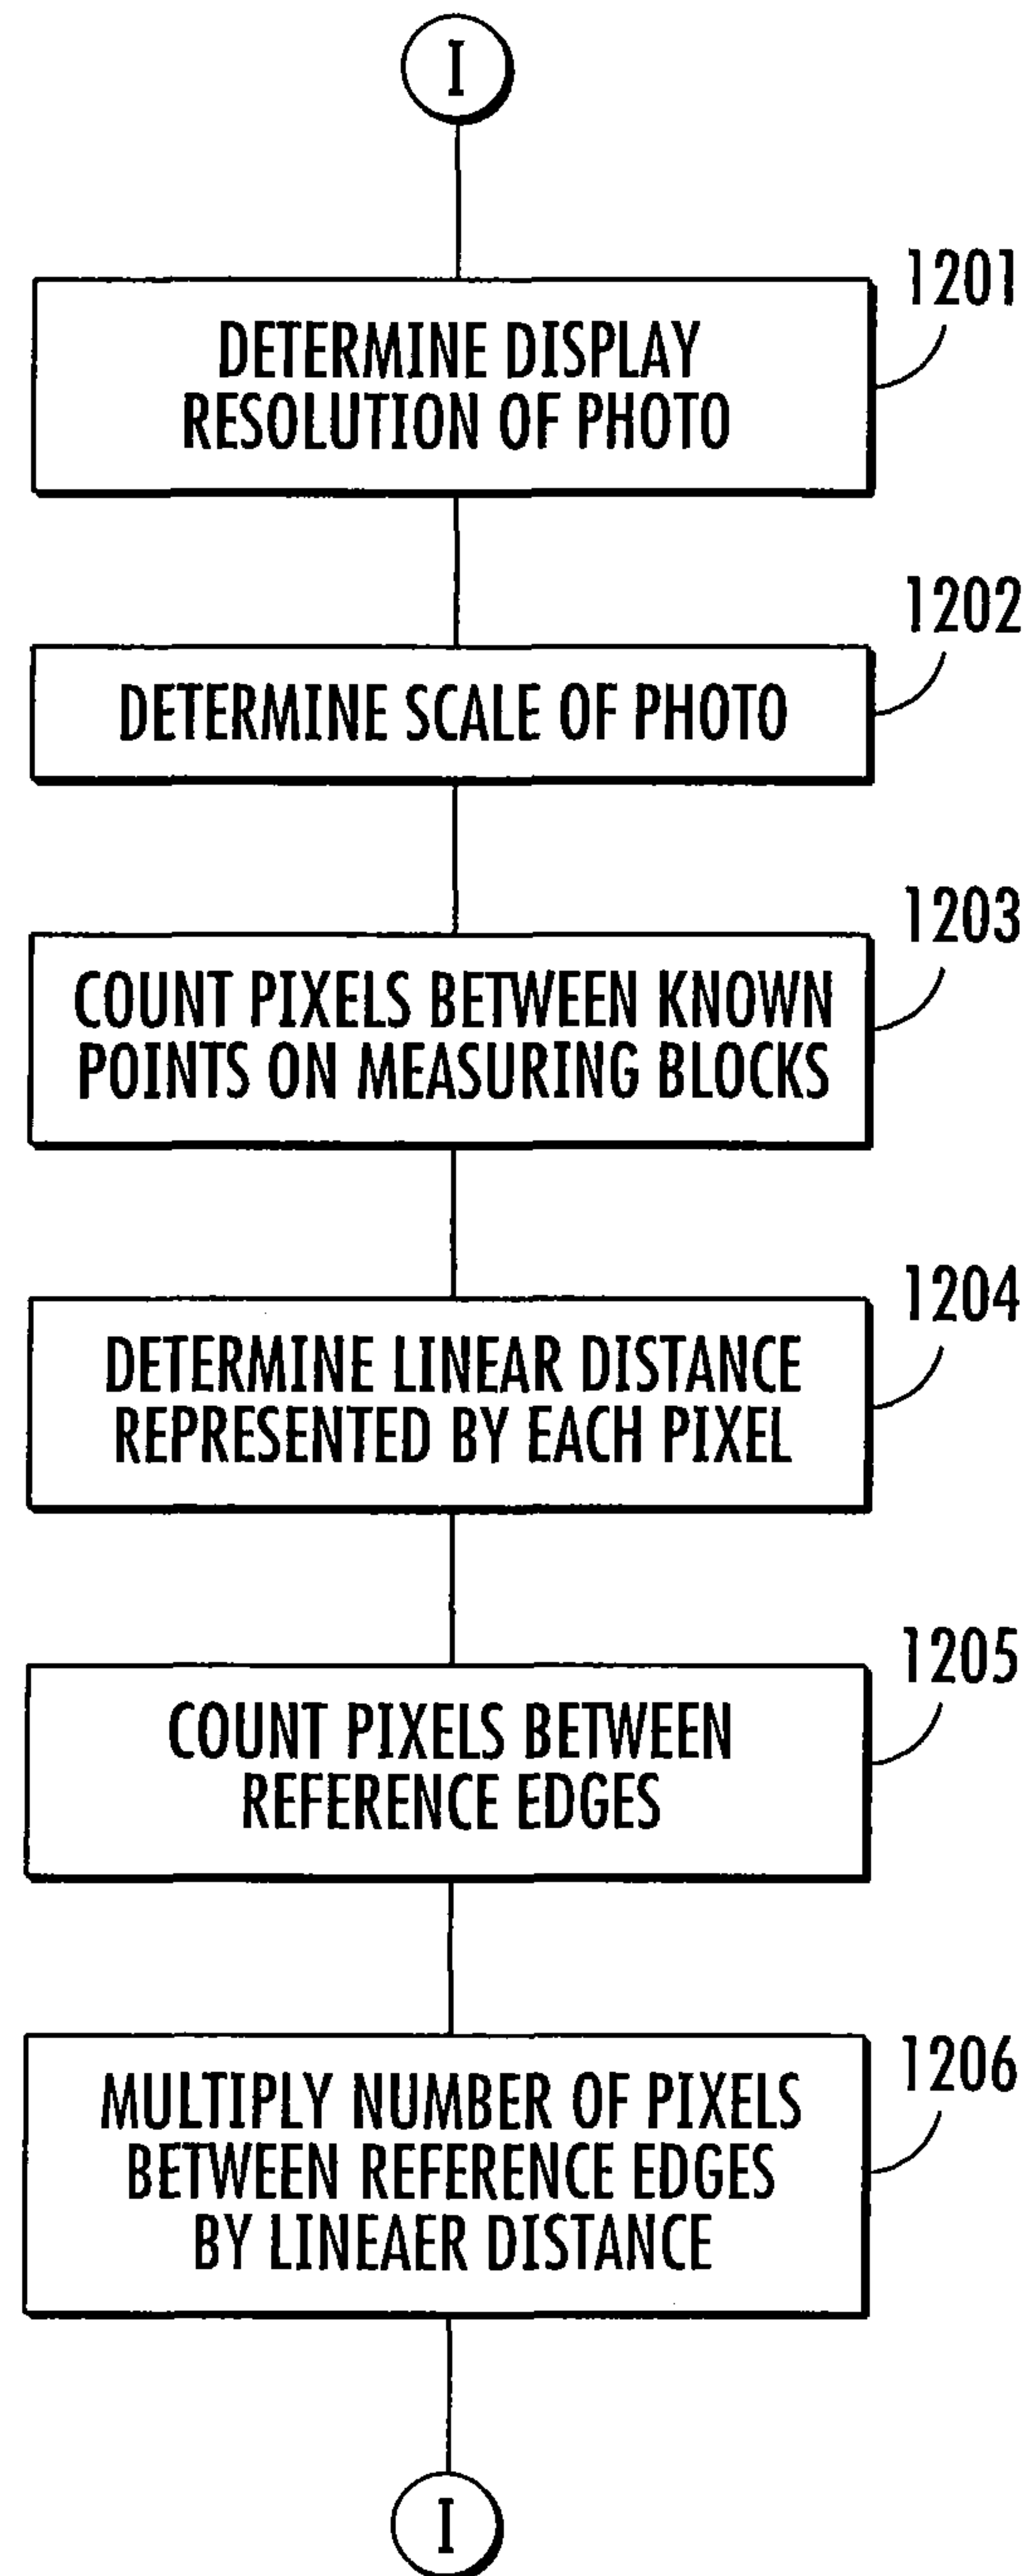 I
1201
DETERMINE DISPLAY
RESOLUTION OF PHOTO
1202
DETERMINE SCALE OF PHOTO
1203
COUNT PIXELS BETWEEN KNOWN
POINTS ON MEASURING BLOCKS
1204
DETERMINE LINEAR DISTANCE
REPRESENTED BY EACH PIXEL
1205
COUNT PIXELS BETWEEN
REFERENCE EDGES
1206
MULTIPLY NUMBER OF PIXELS
BETWEEN REFERENCE EDGES
BY LINEAER DISTANCE
I